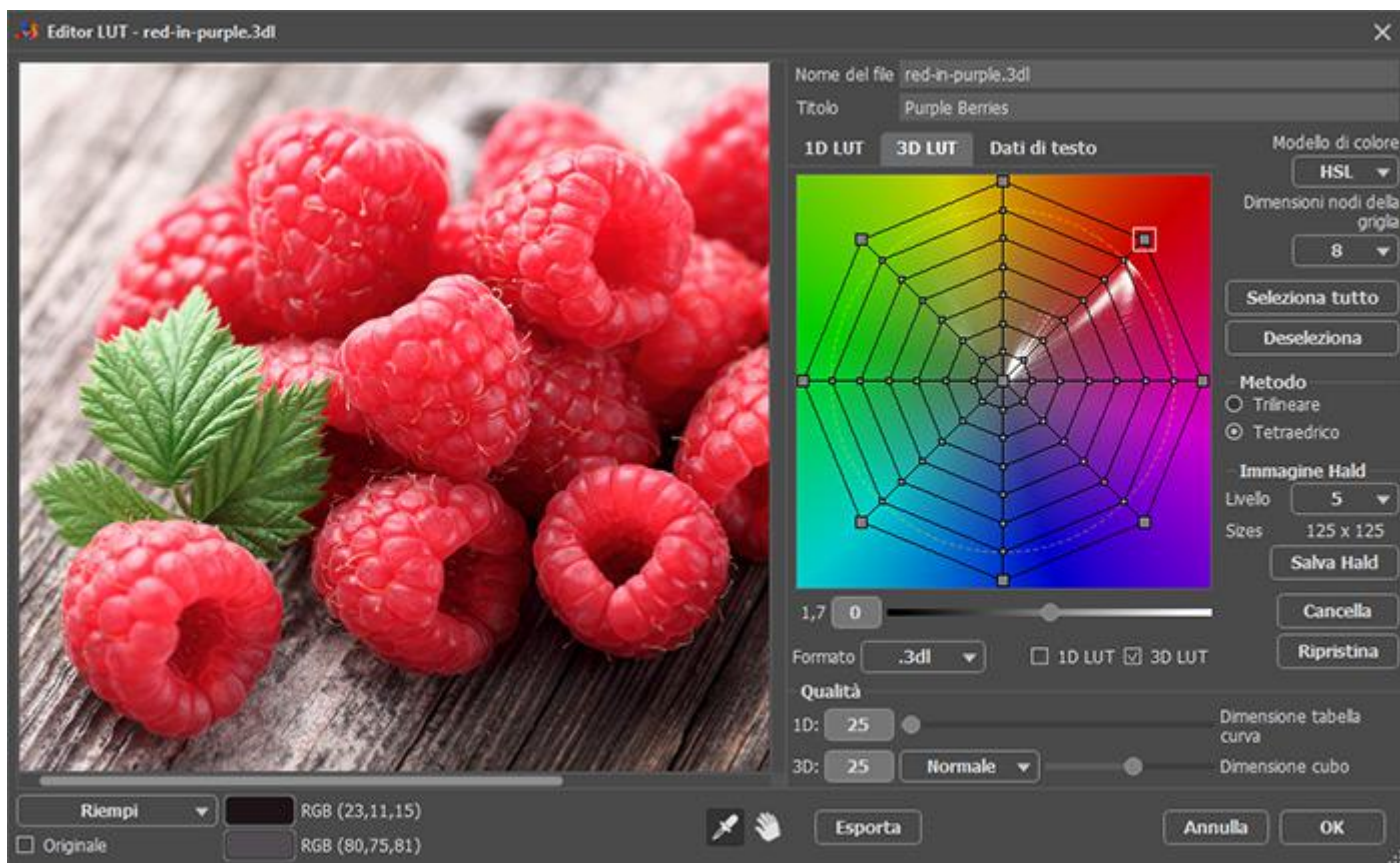 Editor LUT - red-in-purple.3dl
Nome del file red-in-purple.3dl
Titolo Purple Berries
1D LUT 3D LUT Dati di testo
Modello di colore
HSL
Dimensioni nodi della
griglia
8
Seleziona tutto
Deseleziona
Metodo
Trilineare
Tetraedrico
Immagine Hald
Livello 5
Sizes 125 x 125
Salva Hald
1,7 0
Cancella
Formato .3dl 1D LUT 3D LUT
Ripristina
Qualità
1D: 25 Dimensione tabella
curva
3D: 25 Normale Dimensione cubo
Riempi RGB (23,11,15)
Originale RGB (80,75,81)
Esporta Annulla OK